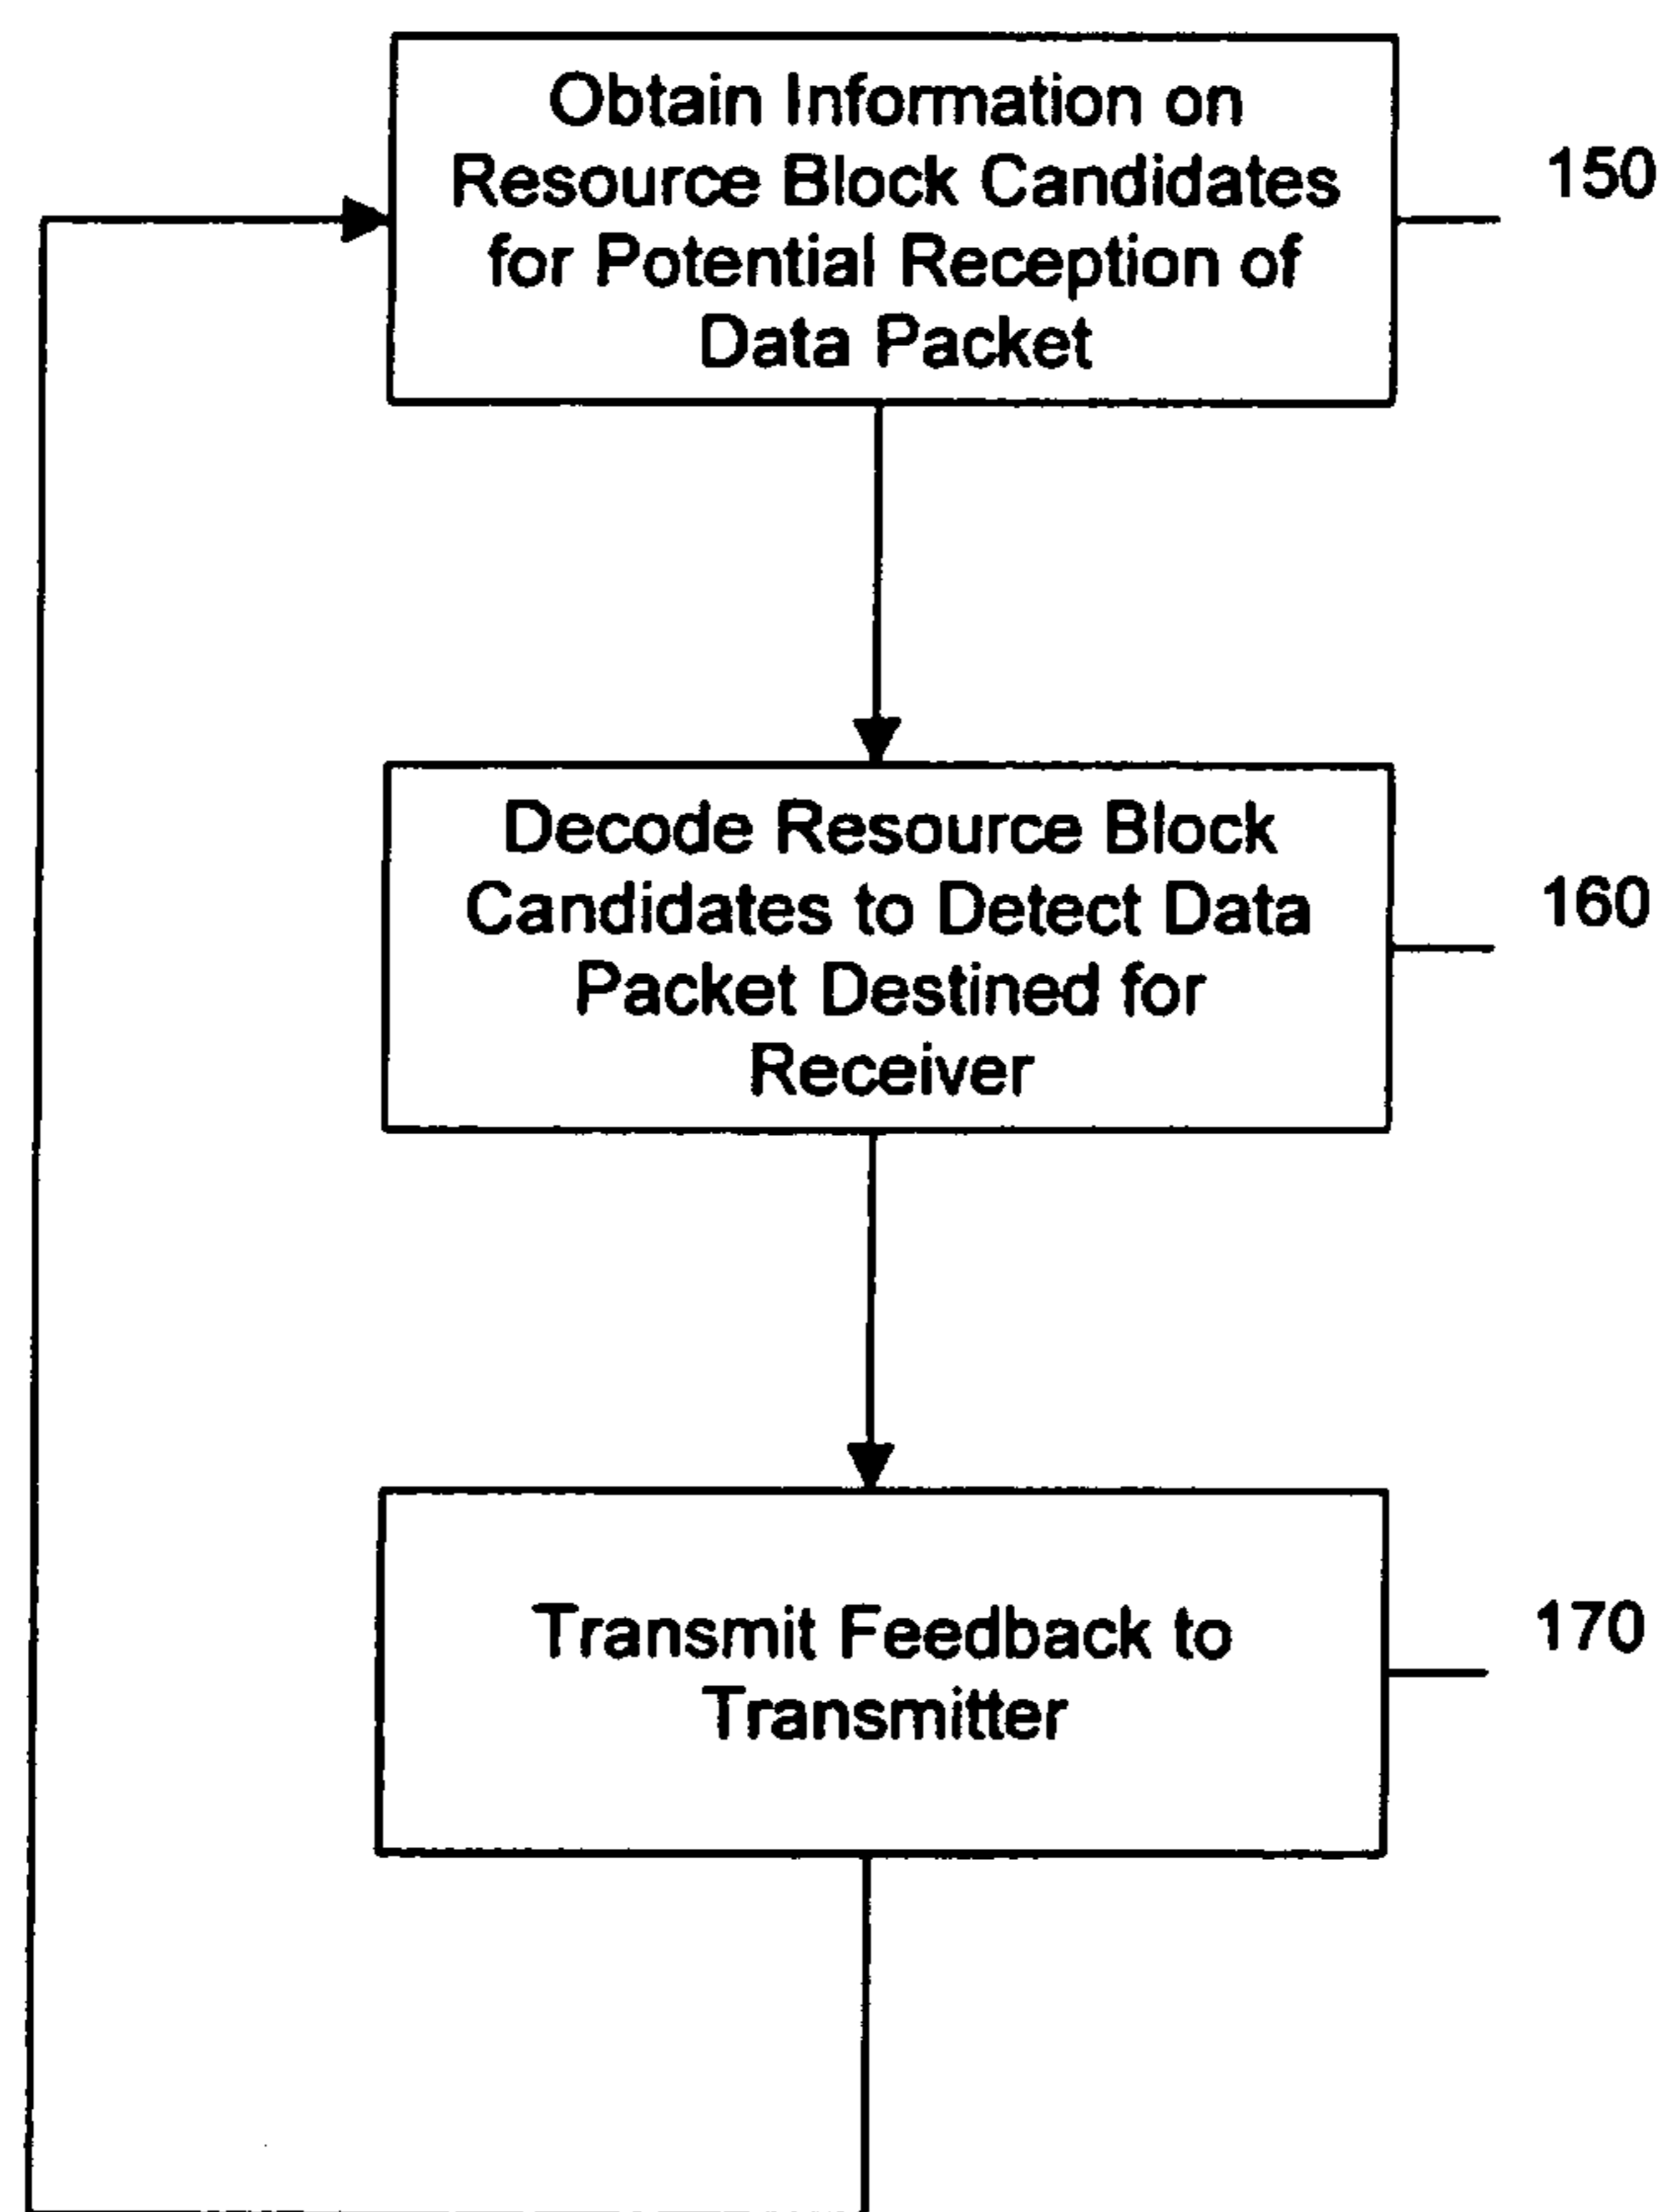 Obtain Information on
Resource Block Candidates
for Potential Reception of
Data Packet
150
Decode Resource Block
Candidates to Detect Data
Packet Destined for
Receiver
160
Transmit Feedback to
Transmitter
170